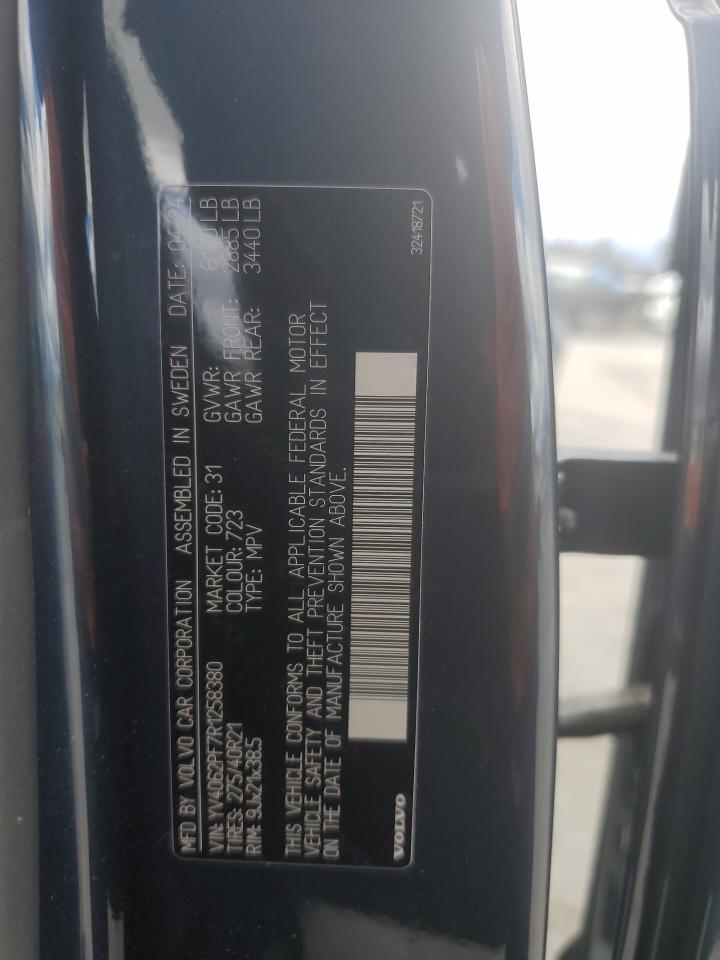 MFD BY VOLVO CAR CORPORATION ASSEMBLED IN SWEDEN DATE:
VIN: YV4062PF7R1258380 MARKET CODE: 31 GVWR: LB
TIRES: 275/40R21 COLOUR: 723 GAWR FRONT: 2885 LB
RIM: 9Jx21x38.5 TYPE: MPV GAWR REAR: 3440 LB
THIS VEHICLE CONFORMS TO ALL APPLICABLE FEDERAL MOTOR
VEHICLE SAFETY AND THEFT PREVENTION STANDARDS IN EFFECT
ON THE DATE OF MANUFACTURE SHOWN ABOVE.
VOLVO
32418721